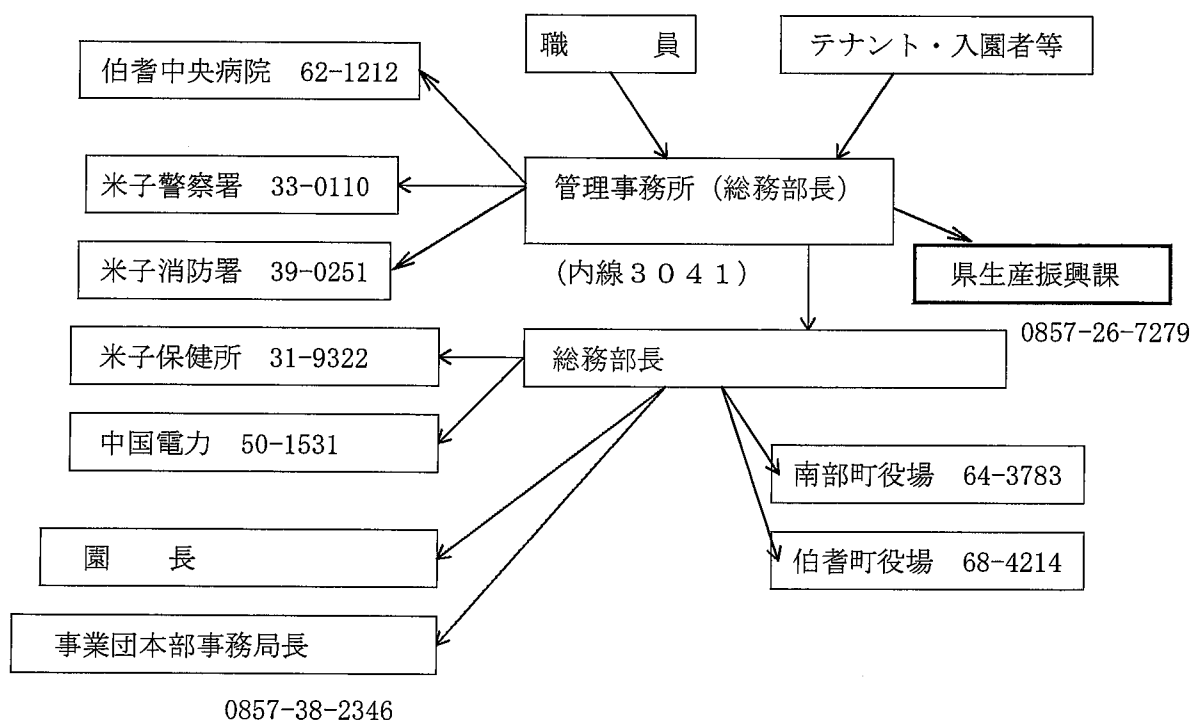 職　　員
テナント・入園者等
伯耆中央病院　62-1212
米子警察署　33-0110
管理事務所（総務部長）
米子消防署　39-0251
（内線３０４１）
県生産振興課
0857-26-7279
米子保健所　31-9322
総務部長
中国電力　50-1531
南部町役場　64-3783
園　　長
伯耆町役場　68-4214
事業団本部事務局長
0857-38-2346